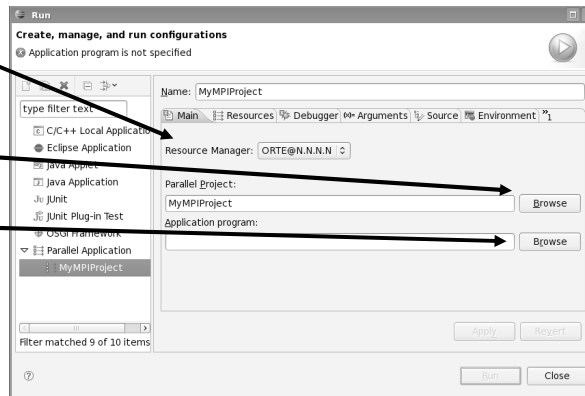 Run
Create, manage, and run configurations
Application program is not specified
type filter text
C/C++ Local Applicatio
Eclipse Application
Java Applet
Java Application
Ju JUnit
JUnit Plug-in Test
OSGi Framework
Parallel Application
MyMPIProject
Filter matched 9 of 10 items
Name: MyMPIProject
Main Resources Debugger Arguments Source Environment »1
Resource Manager: ORTE@N.N.N.N
Parallel Project:
MyMPIProject Browse
Application program:
Browse
Apply Revert
Run Close